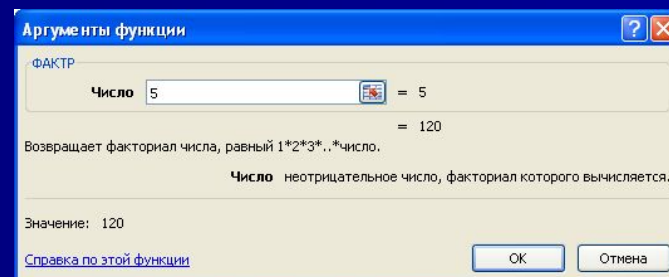 Аргументы функции
ФАКТР
Число 5 = 5
= 120
Возвращает факториал числа, равный 1*2*3*..*число.
Число неотрицательное число, факториал которого вычисляется.
Значение: 120
Справка по этой функции
ОК Отмена